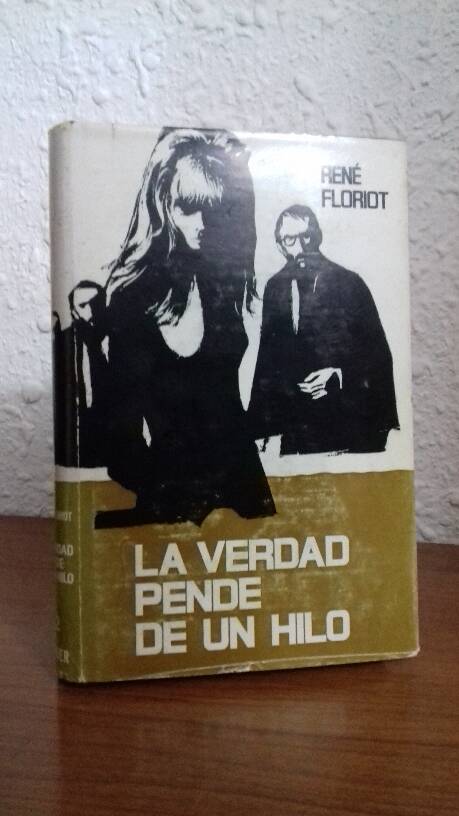 RENÉ
FLORIOT
LA VERDAD
PENDE
DE UN HILO